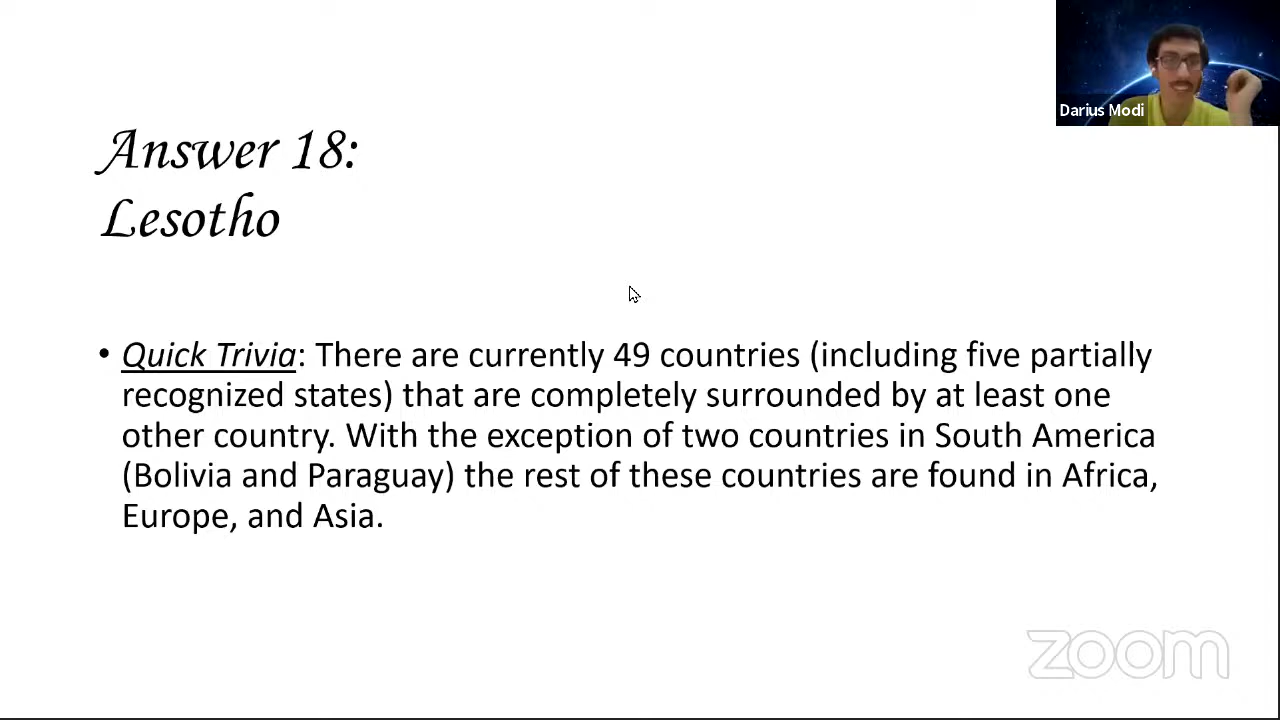 Darius Modi
Answer 18:
Lesotho
• Quick Trivia: There are currently 49 countries (including five partially
recognized states) that are completely surrounded by at least one
other country. With the exception of two countries in South America
(Bolivia and Paraguay) the rest of these countries are found in Africa,
Europe, and Asia.
zoom